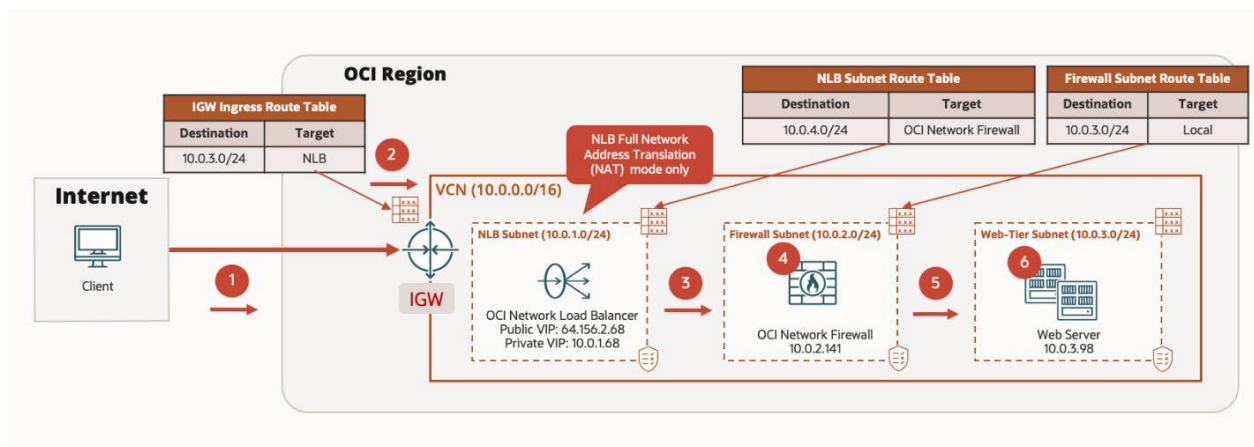 OCI Region
IGW Ingress Route Table
Destination Target
10.0.3.0/24 NLB
2
NLB Full Network
Address Translation
(NAT) mode only
NLB Subnet Route Table
Destination Target
10.0.4.0/24 OCI Network Firewall
Firewall Subnet Route Table
Destination Target
10.0.3.0/24 Local
Internet
Client
1
IGW
VCN (10.0.0.0/16)
NLB Subnet (10.0.1.0/24)
OCI Network Load Balancer
Public VIP: 64.156.2.68
Private VIP: 10.0.1.68
3
Firewall Subnet (10.0.2.0/24)
4
OCI Network Firewall
10.0.2.141
5
Web-Tier Subnet (10.0.3.0/24)
6
Web Server
10.0.3.98